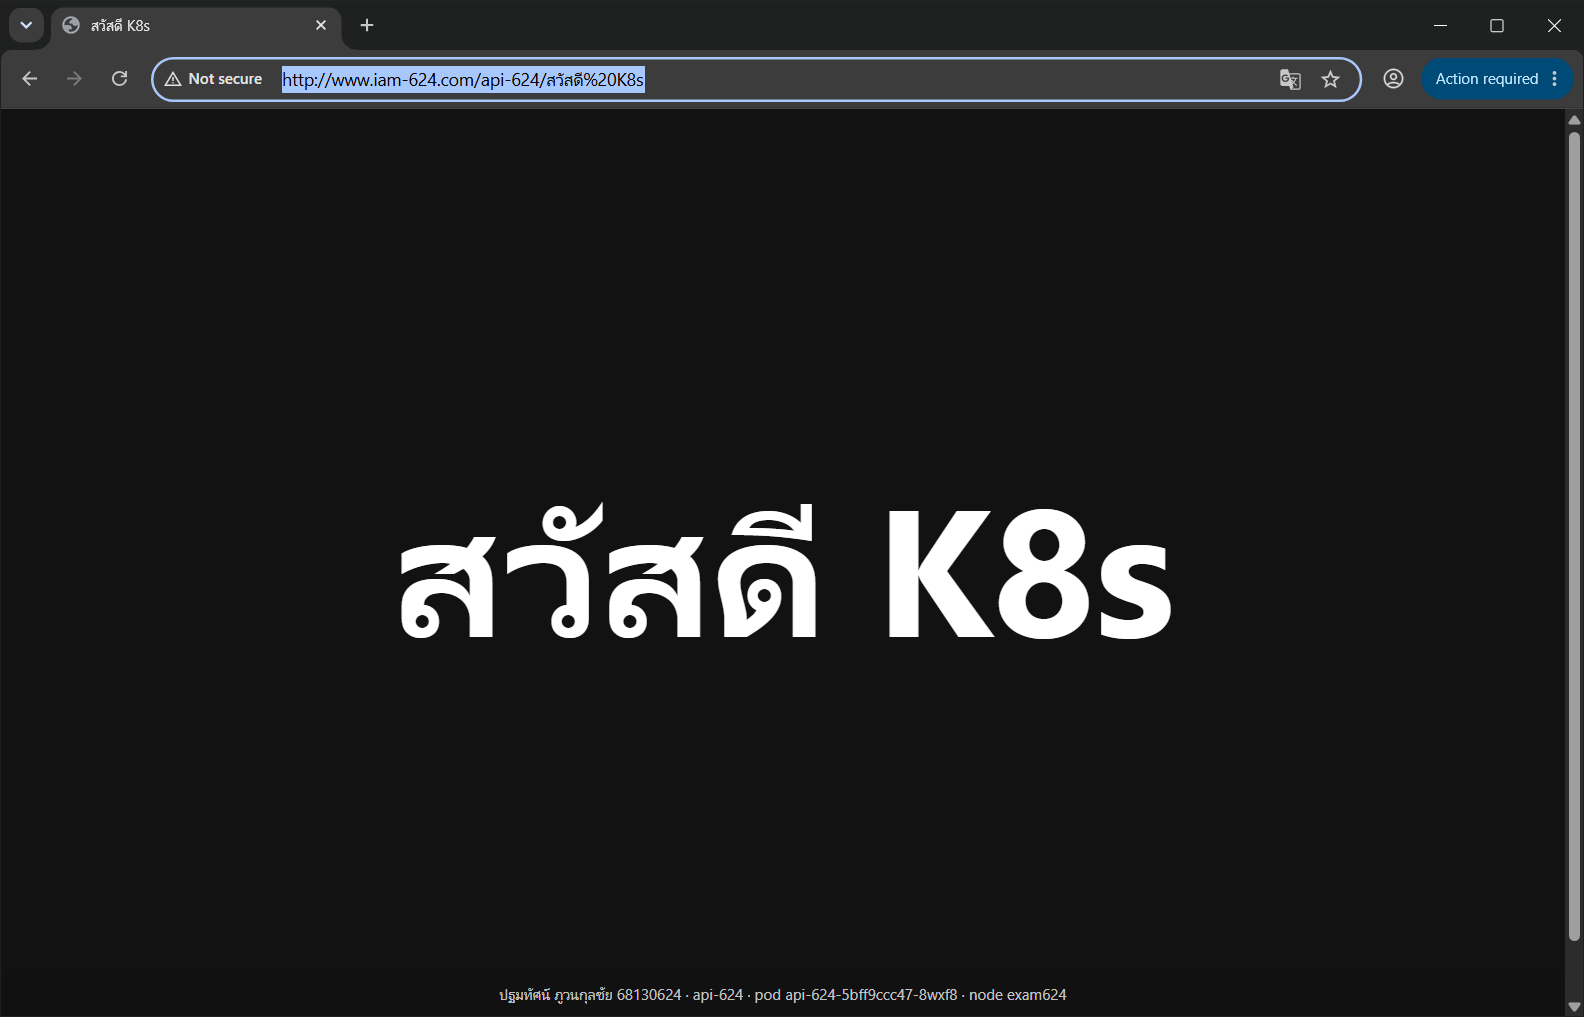 สวัสดี K8s
Not secure
http://www.iam-624.com/api-624/สวัสดี%20K8s
Action required
สวัสดี K8s
ปฐมทัศน์ ภูวนกุลชัย 68130624 · api-624 · pod api-624-5bff9ccc47-8wxf8 · node exam624